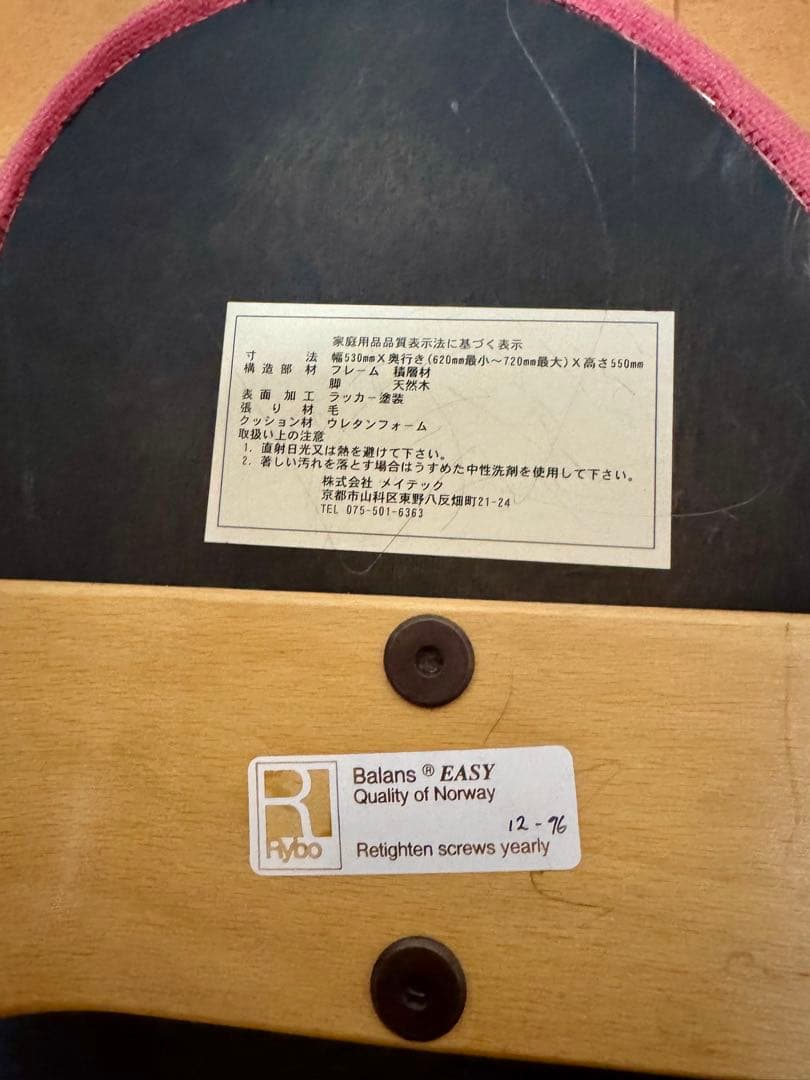 家庭用品品質表示法に基づく表示
寸法 幅530mmX奥行き(620mm最小～720mm最大)X高さ550mm
構造部材 フレーム 積層材
脚 天然木
表面加工 ラッカー塗装
張り材 毛
クッション材 ウレタンフォーム
取扱い上の注意
1. 直射日光又は熱を避けて下さい。
2. 著しい汚れを落とす場合はうすめた中性洗剤を使用して下さい。
株式会社 メイテック
京都市山科区東野八反畑町21-24
TEL 075-501-6363
R
Rybo
Balans ® EASY
Quality of Norway
12-96
Retighten screws yearly